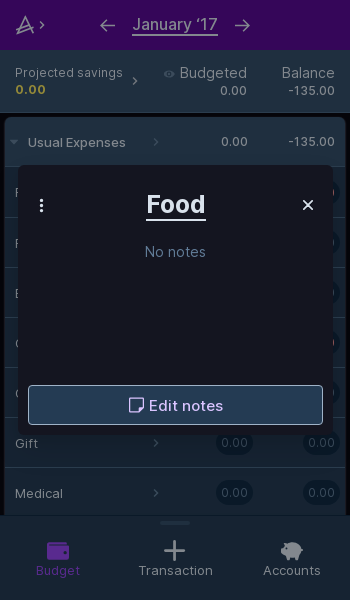 January ‘17
Projected savings
0.00
Budgeted
0.00
Balance
-135.00
Usual Expenses
0.00
-135.00
Food
No notes
Edit notes
Gift
0.00
0.00
Medical
0.00
0.00
Budget
Transaction
Accounts